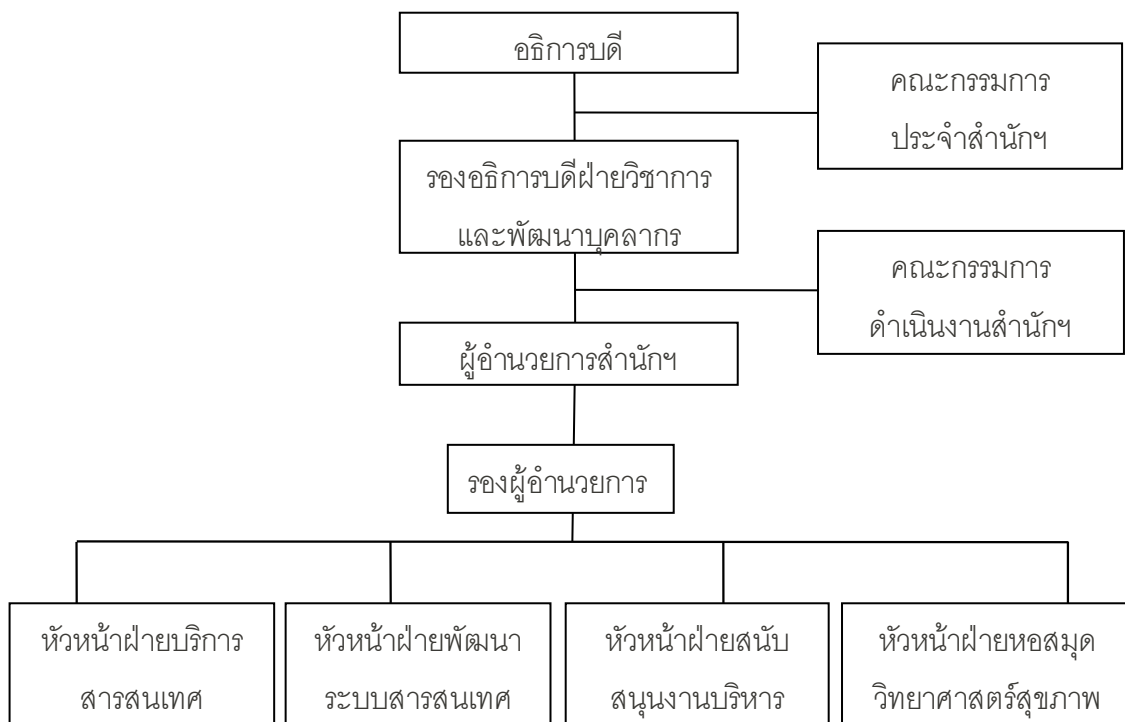 อธิการบดี
คณะกรรมการ
ประจำสำนักฯ
รองอธิการบดีฝ่ายวิชาการ
และพัฒนาบุคลากร
คณะกรรมการ
ดำเนินงานสำนักฯ
ผู้อำนวยการสำนักฯ
รองผู้อำนวยการ
หัวหน้าฝ่ายบริการ
สารสนเทศ
หัวหน้าฝ่ายพัฒนา
ระบบสารสนเทศ
หัวหน้าฝ่ายสนับ
สนุนงานบริหาร
หัวหน้าฝ่ายหอสมุด
วิทยาศาสตร์สุขภาพ